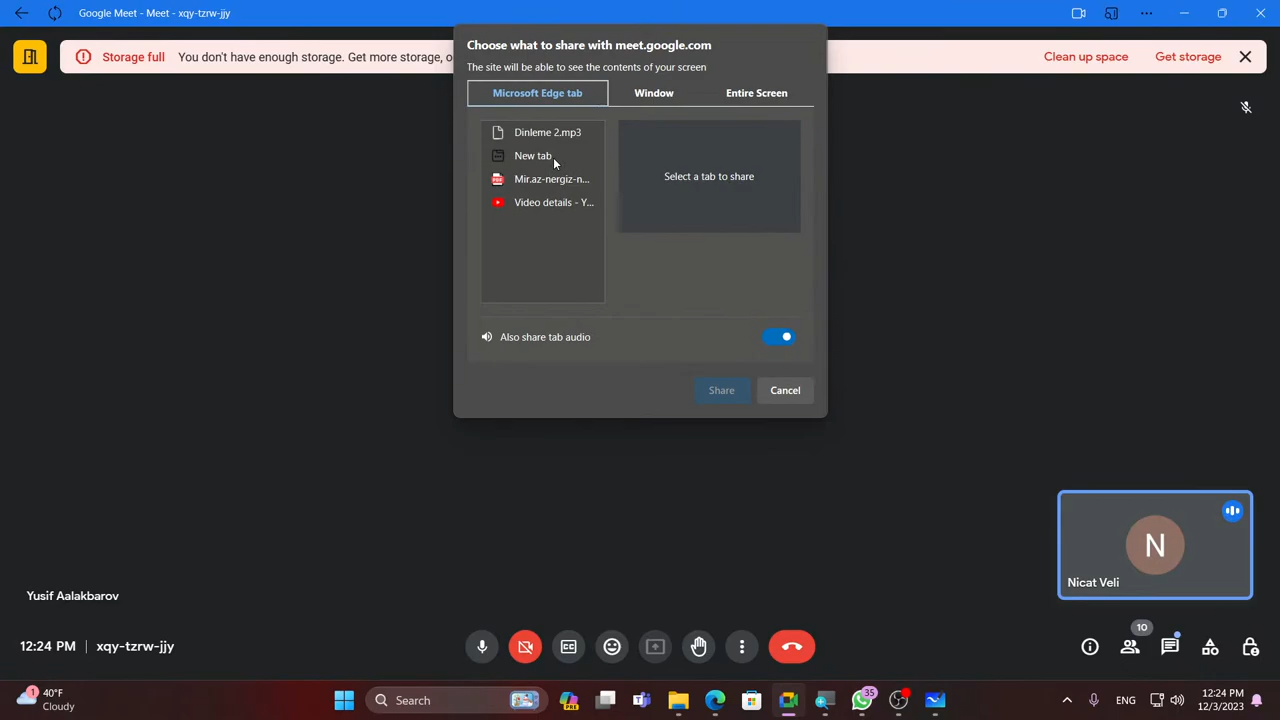 Google Meet - Meet - xqy-tzrw-jjy
Storage full You don't have enough storage. Get more storage, o
Clean up space Get storage
Choose what to share with meet.google.com
The site will be able to see the contents of your screen
Microsoft Edge tab Window Entire Screen
Dinleme 2.mp3
New tab
Mir.az-nergiz-n...
Video details - Y...
Select a tab to share
Also share tab audio
Share Cancel
N
Nicat Veli
Yusif Aalakbarov
12:24 PM xqy-tzrw-jjy
10
1 40°F
Cloudy
Search
35
ENG
12:24 PM
12/3/2023